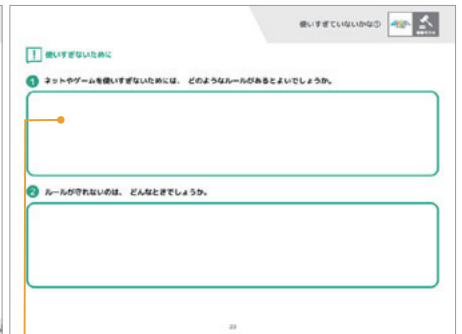 使いすぎていないかな①
使いすぎないために
1 ネットやゲームを使いすぎないためには、どのようなルールがあるとよいでしょうか。
2 ルールが守れないのは、どんなときでしょうか。